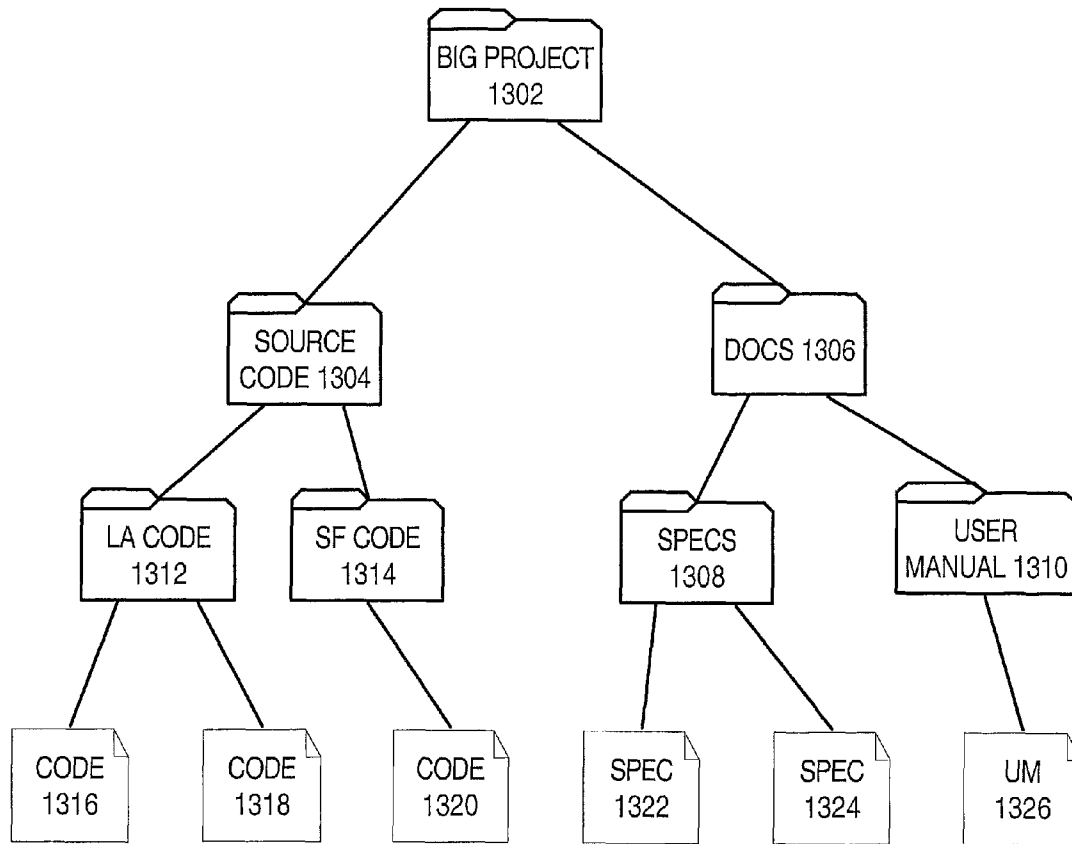 BIG PROJECT
1302
SOURCE
CODE 1304
DOCS 1306
LA CODE
1312
SF CODE
1314
SPECS
1308
USER
MANUAL 1310
CODE
1316
CODE
1318
CODE
1320
SPEC
1322
SPEC
1324
UM
1326